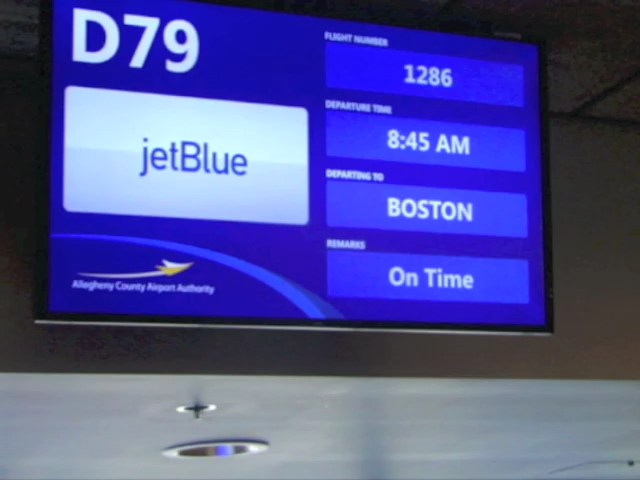 D79
jetBlue
Allegheny County Airport Authority
FLIGHT NUMBER
1286
DEPARTURE TIME
8:45 AM
DEPARTING TO
BOSTON
REMARKS
On Time